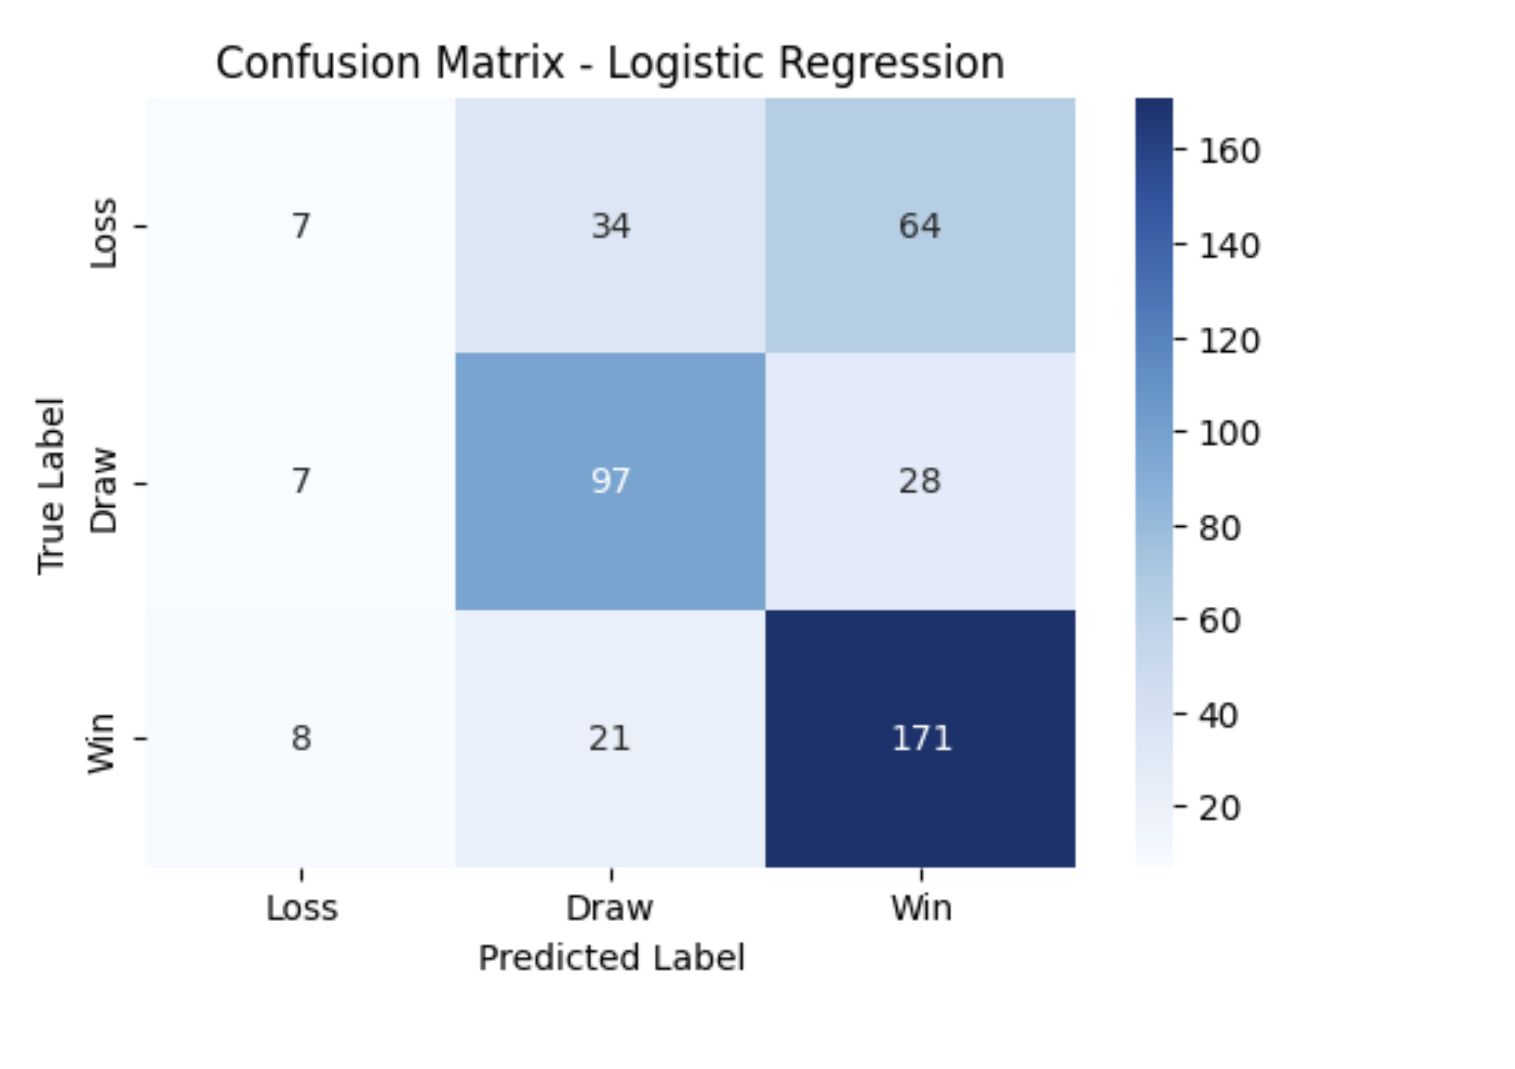 Confusion Matrix - Logistic Regression
True Label
Loss
7 34 64
Draw
7 97 28
Win
8 21 171
Loss Draw Win
Predicted Label
160
140
120
100
80
60
40
20